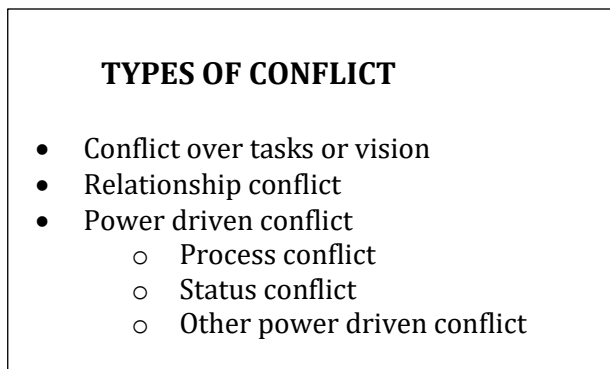 TYPES OF CONFLICT
• Conflict over tasks or vision
• Relationship conflict
• Power driven conflict
o Process conflict
o Status conflict
o Other power driven conflict